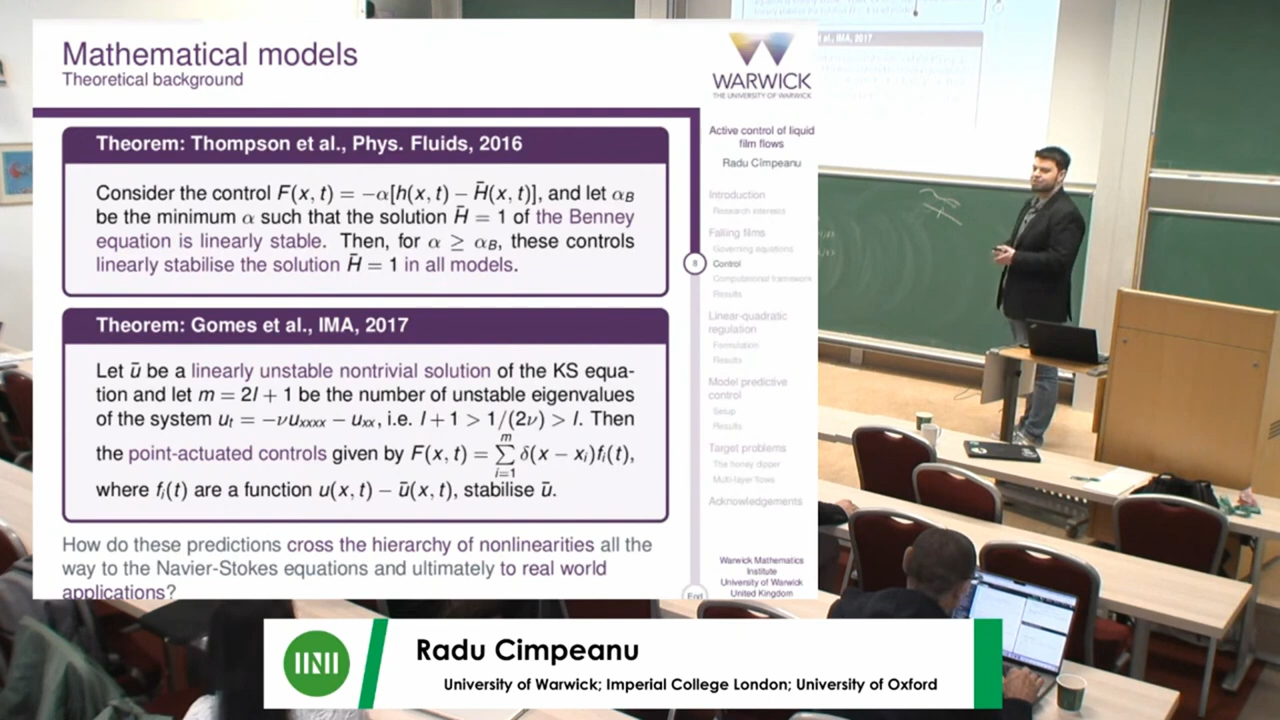 Mathematical models
Theoretical background
WARWICK
THE UNIVERSITY OF WARWICK
Theorem: Thompson et al., Phys. Fluids, 2016
Consider the control F(x, t) = −α[h(x, t) − H̄(x, t)], and let α_B
be the minimum α such that the solution H̄ = 1 of the Benney
equation is linearly stable. Then, for α ≥ α_B, these controls
linearly stabilise the solution H̄ = 1 in all models.
Theorem: Gomes et al., IMA, 2017
Let ū be a linearly unstable nontrivial solution of the KS equa-
tion and let m = 2l + 1 be the number of unstable eigenvalues
of the system u_t = −νu_xxxx − u_xx, i.e. l + 1 > 1/(2ν) > l. Then
the point-actuated controls given by F(x, t) = ∑_{i=1}^{m} δ(x − x_i)f_i(t),
where f_i(t) are a function u(x, t) − ū(x, t), stabilise ū.
How do these predictions cross the hierarchy of nonlinearities all the
way to the Navier-Stokes equations and ultimately to real world
applications?
Active control of liquid
film flows
Radu Cîmpeanu
Introduction
Research interests
Falling films
Governing equations
8
Control
Computational framework
Results
Linear-quadratic
regulation
Formulation
Results
Model predictive
control
Setup
Results
Target problems
The honey dipper
Multi-layer flows
Acknowledgements
Warwick Mathematics
Institute
University of Warwick
United Kingdom
End
al., IMA, 2017
Radu Cimpeanu
University of Warwick; Imperial College London; University of Oxford